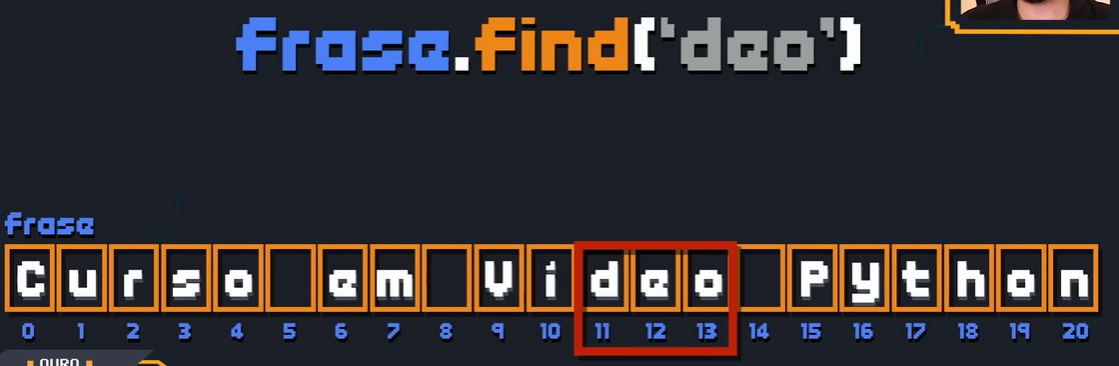 frase.find('deo')
frase
C u r s o   e m   V i d e o   P y t h o n
0 1 2 3 4 5 6 7 8 9 10 11 12 13 14 15 16 17 18 19 20
OURO